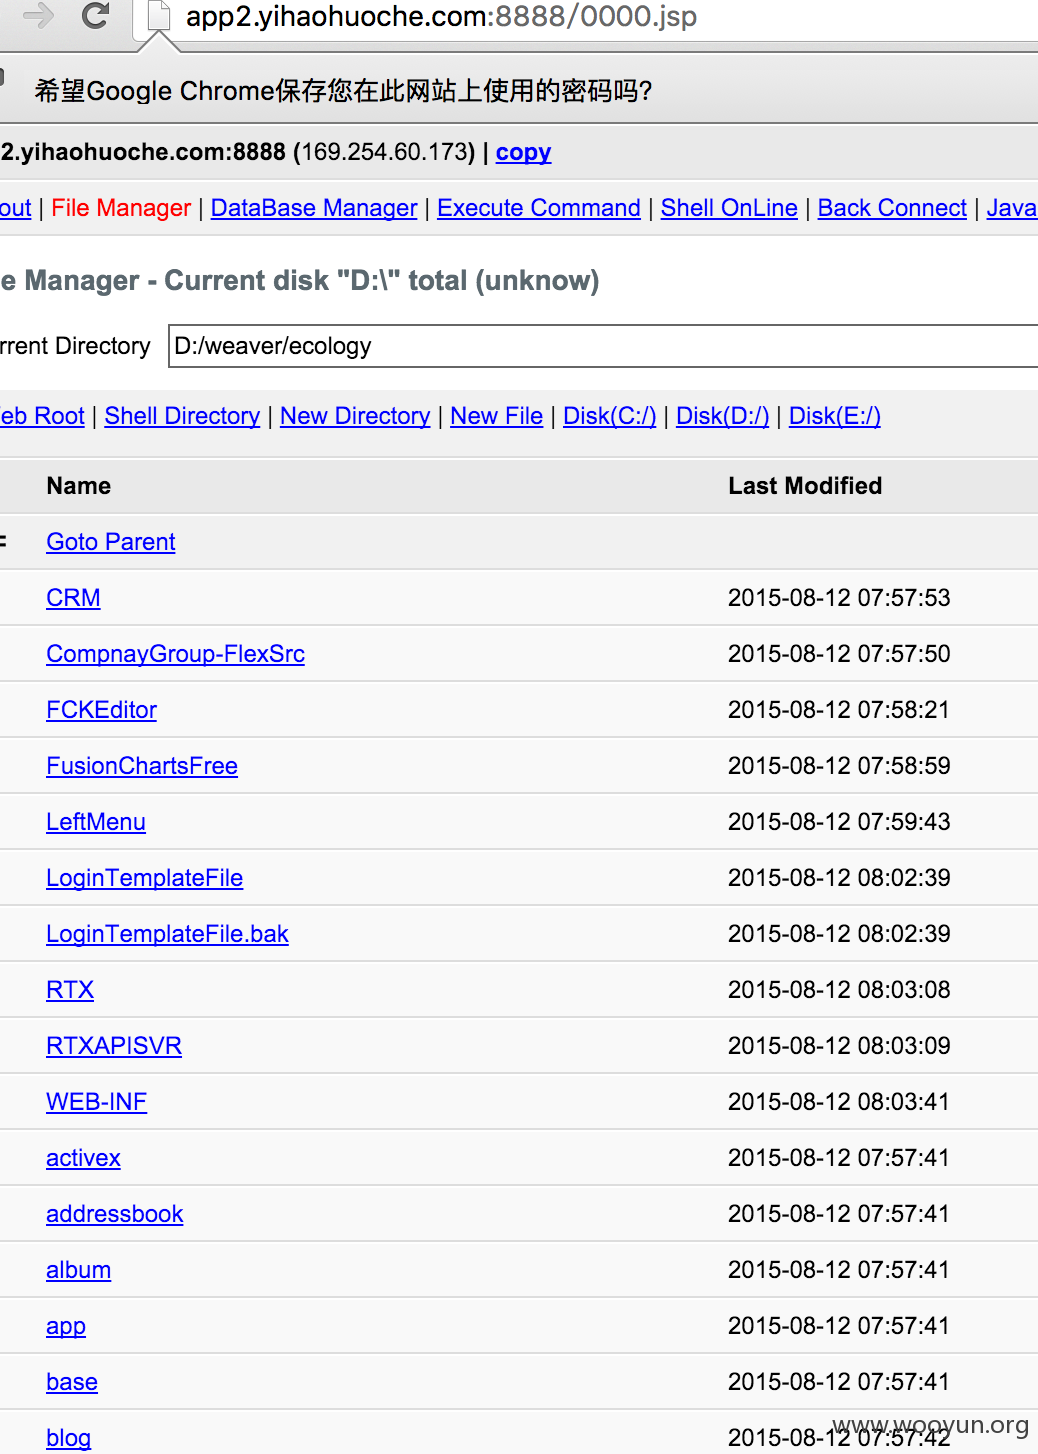 app2.yihaohuoche.com:8888/0000.jsp
希望Google Chrome保存您在此网站上使用的密码吗?
2.yihaohuoche.com:8888 (169.254.60.173) | copy
out | File Manager | DataBase Manager | Execute Command | Shell OnLine | Back Connect | Java
e Manager - Current disk "D:\" total (unknow)
rrent Directory D:/weaver/ecology
eb Root | Shell Directory | New Directory | New File | Disk(C:/) | Disk(D:/) | Disk(E:/)
Name Last Modified
= Goto Parent
CRM 2015-08-12 07:57:53
CompnayGroup-FlexSrc 2015-08-12 07:57:50
FCKEditor 2015-08-12 07:58:21
FusionChartsFree 2015-08-12 07:58:59
LeftMenu 2015-08-12 07:59:43
LoginTemplateFile 2015-08-12 08:02:39
LoginTemplateFile.bak 2015-08-12 08:02:39
RTX 2015-08-12 08:03:08
RTXAPISVR 2015-08-12 08:03:09
WEB-INF 2015-08-12 08:03:41
activex 2015-08-12 07:57:41
addressbook 2015-08-12 07:57:41
album 2015-08-12 07:57:41
app 2015-08-12 07:57:41
base 2015-08-12 07:57:41
blog 2015-08-12 07:57:42
www.wooyun.org